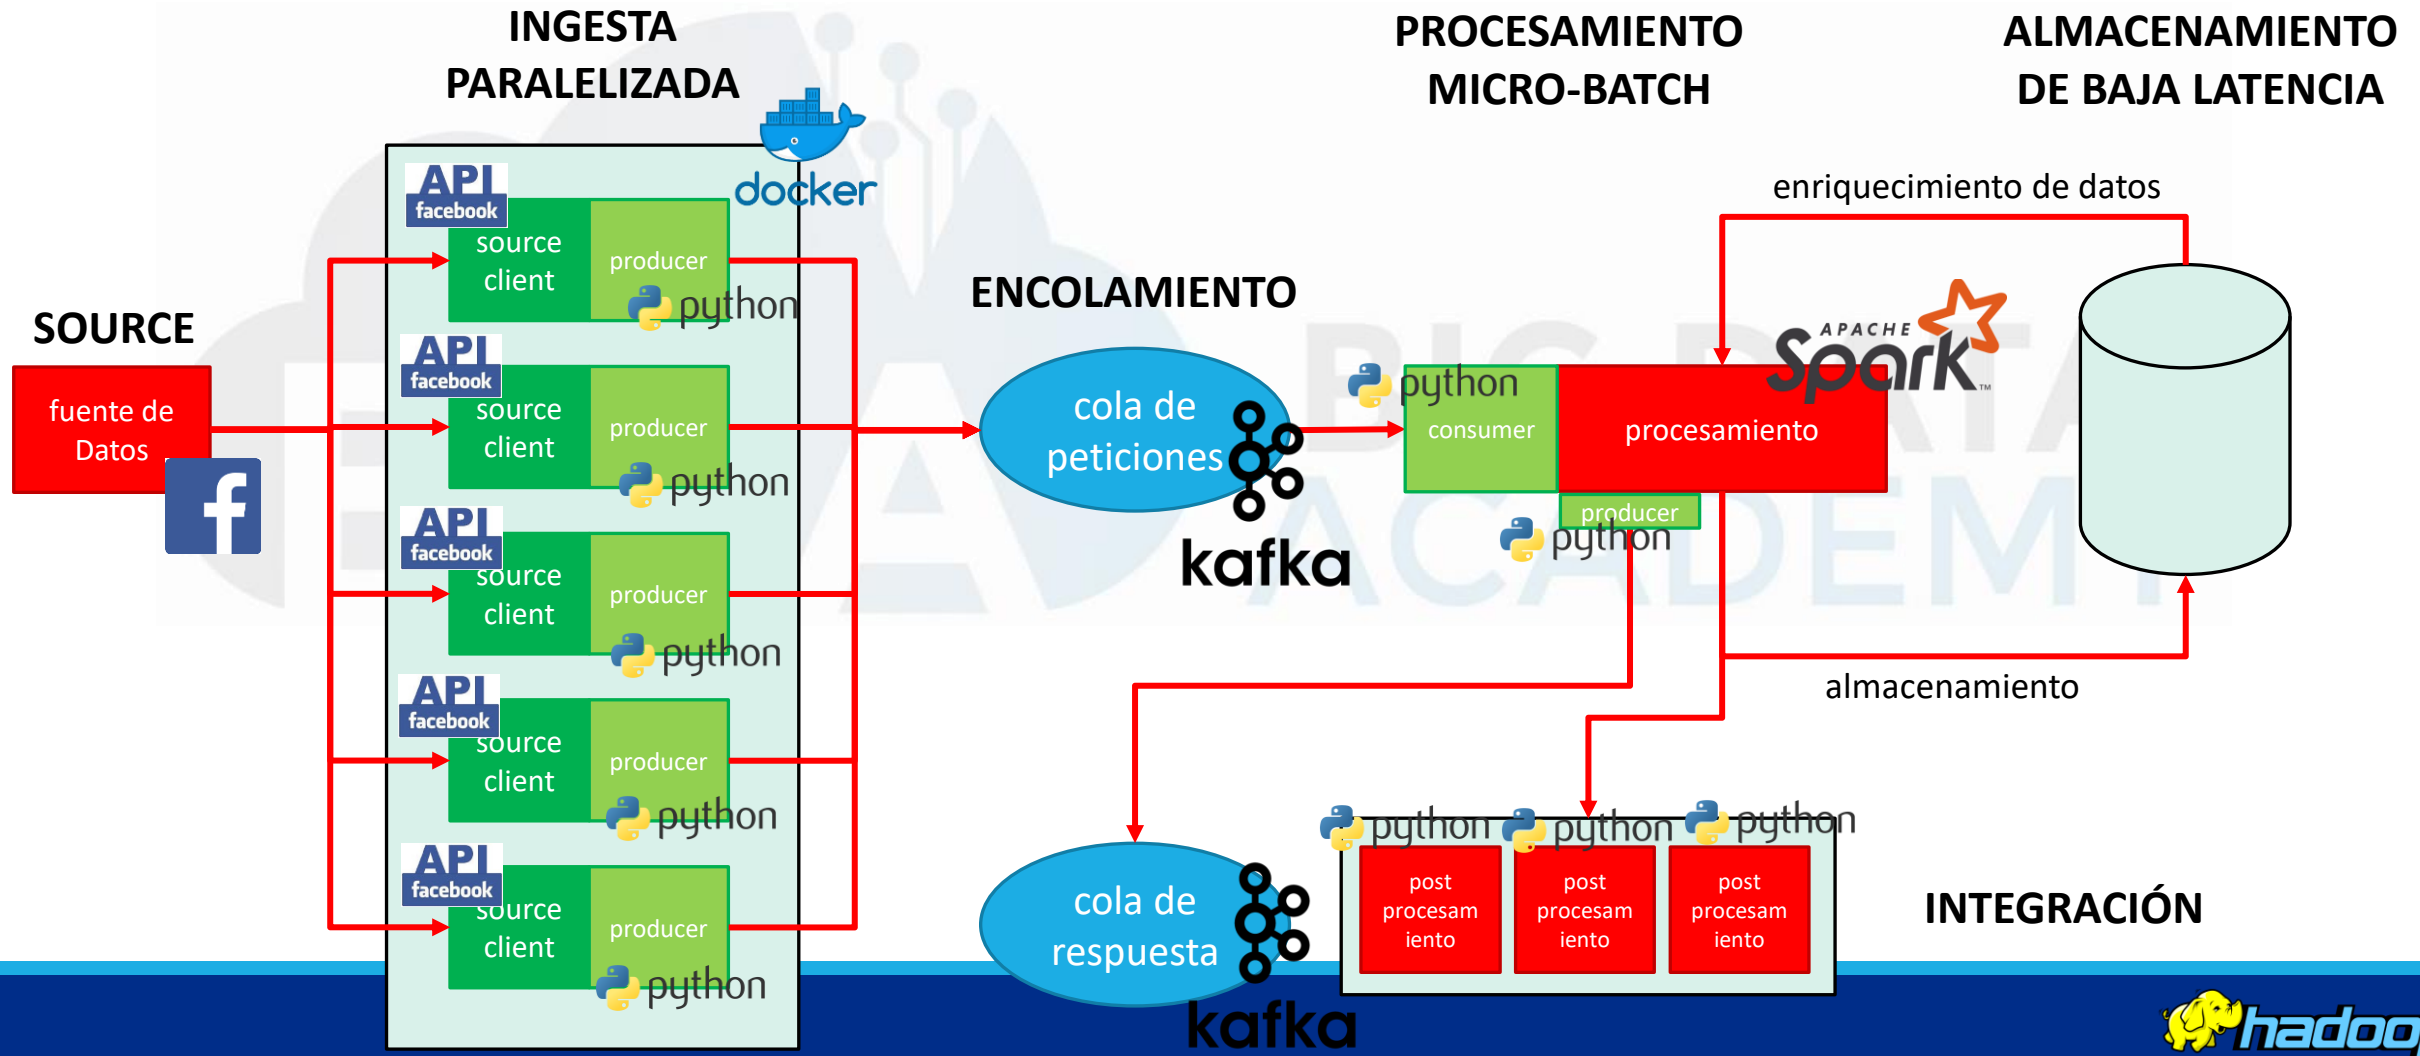 INGESTA
PARALELIZADA
PROCESAMIENTO
MICRO-BATCH
ALMACENAMIENTO
DE BAJA LATENCIA
SOURCE
fuente de
Datos
docker
API
facebook
source
client
producer
python
API
facebook
source
client
producer
python
API
facebook
source
client
producer
python
API
facebook
source
client
producer
python
API
facebook
source
client
producer
python
ENCOLAMIENTO
cola de
peticiones
kafka
enriquecimiento de datos
APACHE
Spark
TM
python
consumer
procesamiento
producer
python
almacenamiento
cola de
respuesta
kafka
python
python
python
post
procesam
iento
post
procesam
iento
post
procesam
iento
INTEGRACIÓN
BIG DATA
ACADEMY